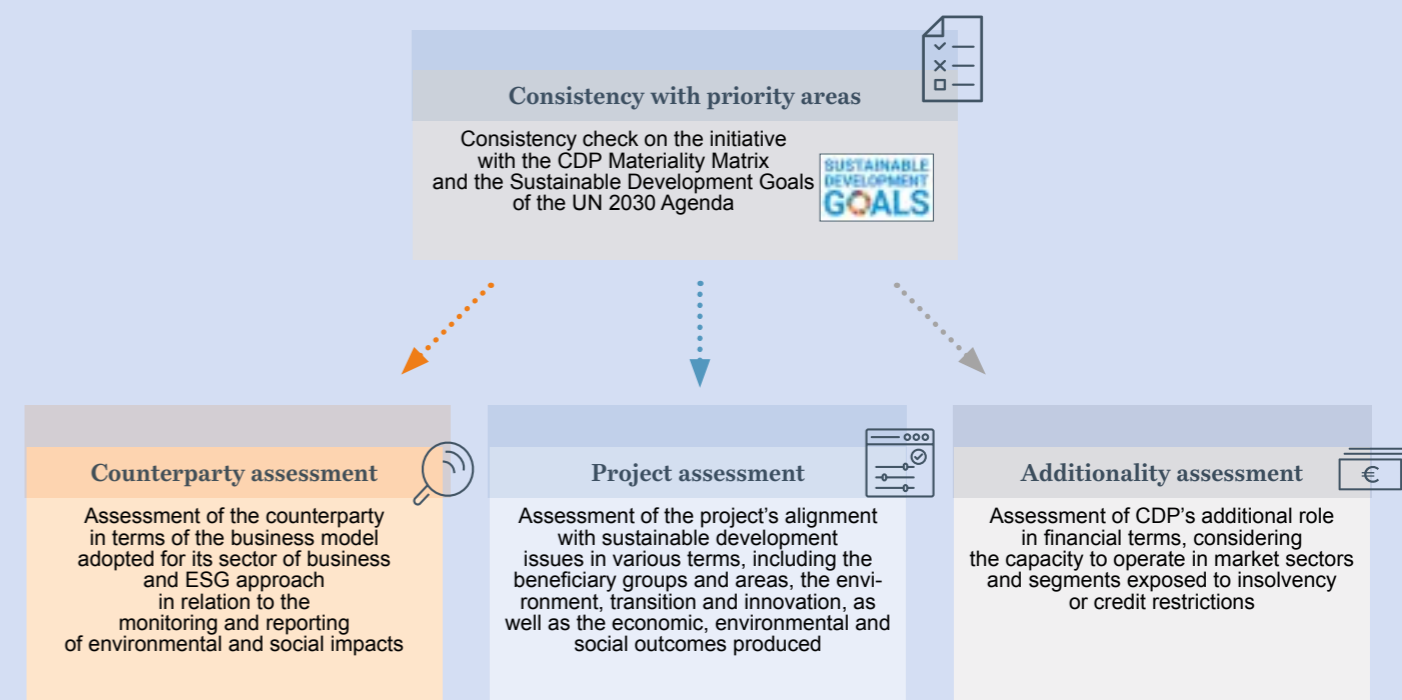 Consistency with priority areas
Consistency check on the initiative
with the CDP Materiality Matrix
and the Sustainable Development Goals
of the UN 2030 Agenda
SUSTAINABLE
DEVELOPMENT
GOALS
Counterparty assessment
Assessment of the counterparty
in terms of the business model
adopted for its sector of business
and ESG approach
in relation to the
monitoring and reporting
of environmental and social impacts
Project assessment
Assessment of the project's alignment
with sustainable development
issues in various terms, including the
beneficiary groups and areas, the envi-
ronment, transition and innovation, as
well as the economic, environmental and
social outcomes produced
Additionality assessment
€
Assessment of CDP's additional role
in financial terms, considering
the capacity to operate in market sectors
and segments exposed to insolvency
or credit restrictions